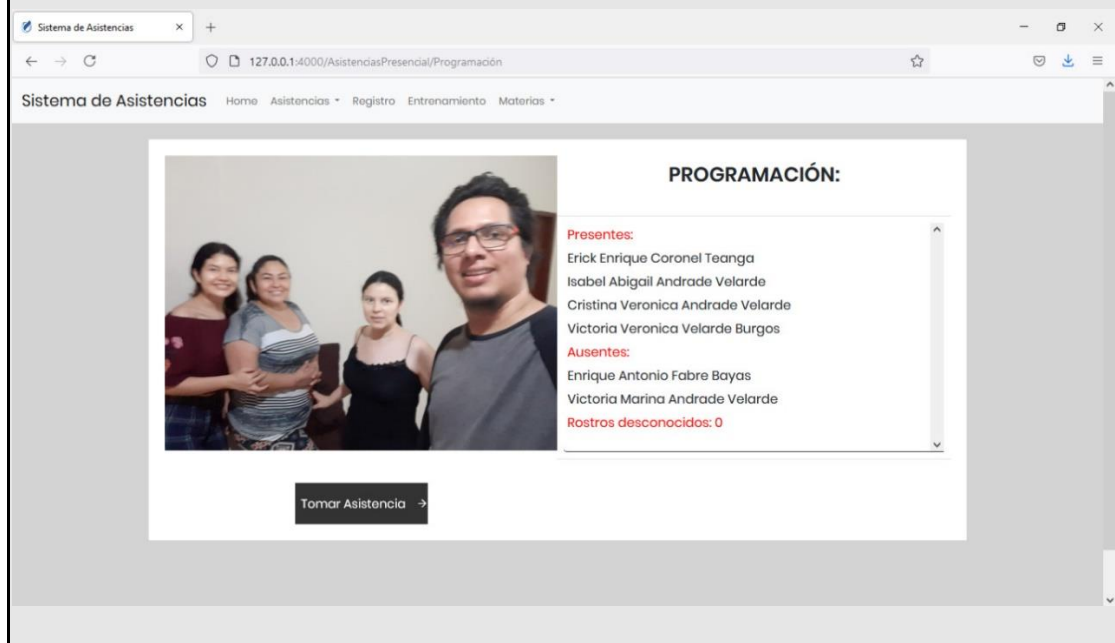 Sistema de Asistencias
127.0.0.1:4000/AsistenciasPresencial/Programación
Sistema de Asistencias Home Asistencias Registro Entrenamiento Materias
PROGRAMACIÓN:
Presentes:
Erick Enrique Coronel Teanga
Isabel Abigail Andrade Velarde
Cristina Veronica Andrade Velarde
Victoria Veronica Velarde Burgos
Ausentes:
Enrique Antonio Fabre Bayas
Victoria Marina Andrade Velarde
Rostros desconocidos: 0
Tomar Asistencia →